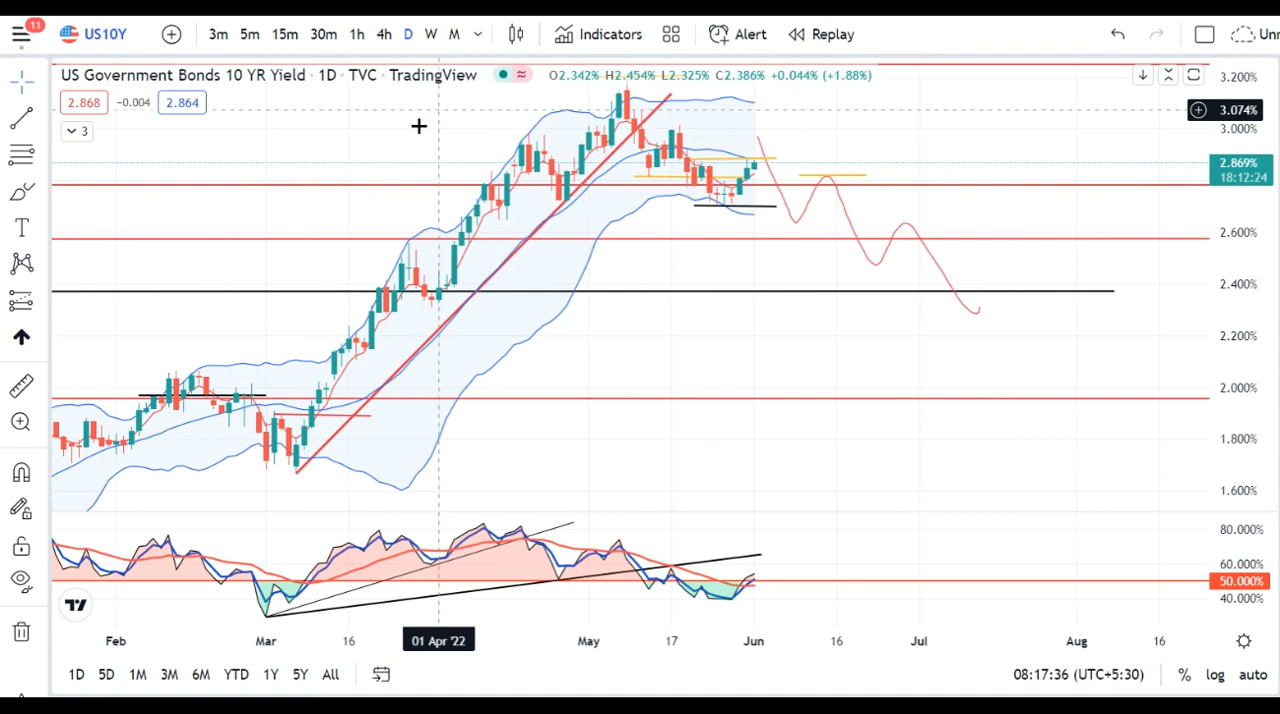 11
US10Y
3m 5m 15m 30m 1h 4h D W M
Indicators
Alert
Replay
Unn
US Government Bonds 10 YR Yield · 1D · TVC · TradingView
O2.342% H2.454% L2.325% C2.386% +0.044% (+1.88%)
2.868 −0.004 2.864
3
3.200%
3.074%
3.000%
2.869%
18:12:24
2.600%
2.400%
2.200%
2.000%
1.800%
1.600%
80.000%
60.000%
50.000%
40.000%
Feb Mar 16 01 Apr '22 May 17 Jun 16 Jul Aug 16
1D 5D 1M 3M 6M YTD 1Y 5Y All
08:17:36 (UTC+5:30) % log auto